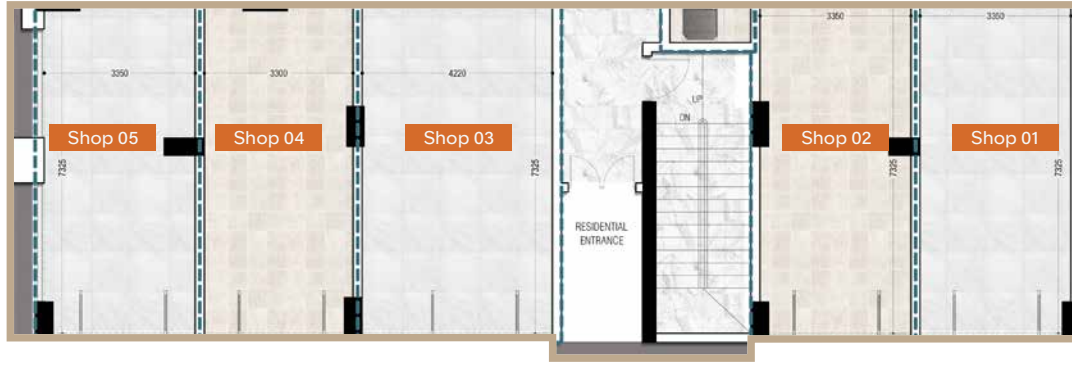 3350
3350
3350
3300
4220
UP
DN
Shop 05
Shop 04
Shop 03
Shop 02
Shop 01
7325
7325
7325
7325
RESIDENTIAL
ENTRANCE